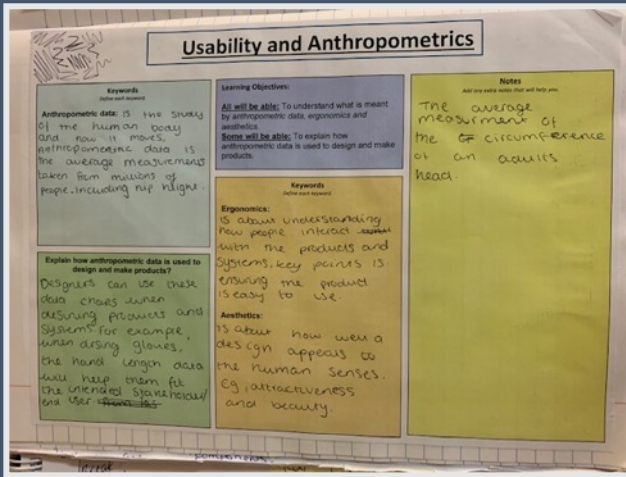 Usability and Anthropometrics
Keywords
Define each keyword
Anthropometric data: is the study
of the human body
and how it moves,
Anthropometric data is
the average measurements
taken from millions of
people. Including hip height.
Explain how anthropometric data is used to
design and make products?
Designers can use these
data charts when
desining products and
systems. for example,
when dising gloves,
the hand length data
will help them fit
the intended stakeholder/
end user.
Learning Objectives:
All will be able: To understand what is meant
by anthropometric data, ergonomics and
aesthetics.
Some will be able: To explain how
anthropometric data is used to design and make
products.
Keywords
Define each keyword
Ergonomics:
is about understanding
how people interact
with the products and
systems, key points is
ensuring the product
is easy to use.
Aesthetics:
is about how well a
design appeals to
the human senses.
Eg, attractiveness
and beauty.
Notes
Add any extra notes that will help you
The average
measurment of
the circumference
of an adults
head.